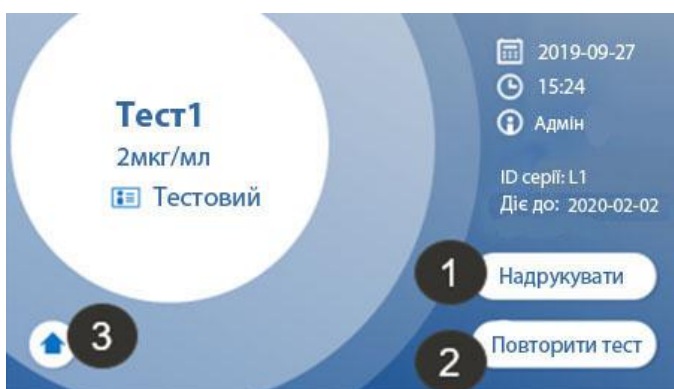 Тест1
2мкг/мл
Тестовий
2019-09-27
15:24
Адмін
ID серії: L1
Діє до: 2020-02-02
1
Надрукувати
2
Повторити тест
3